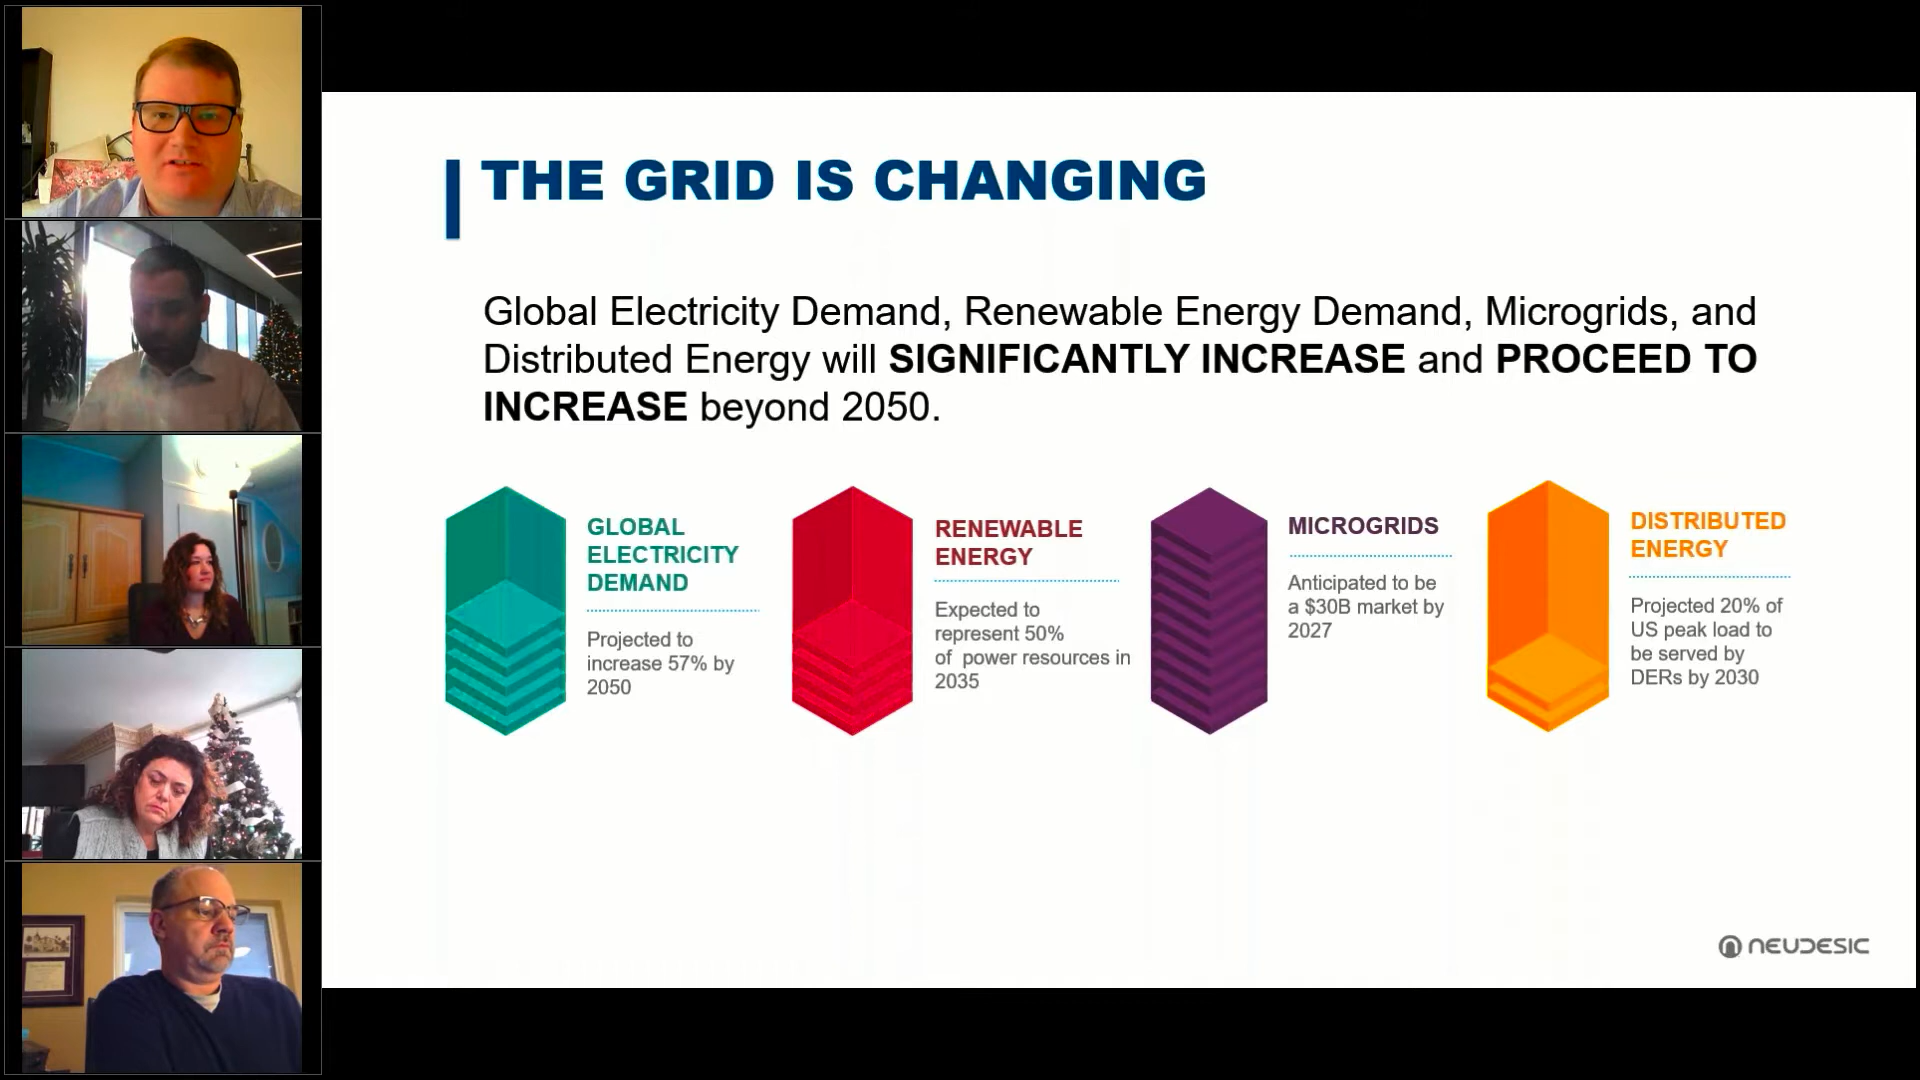 THE GRID IS CHANGING
Global Electricity Demand, Renewable Energy Demand, Microgrids, and
Distributed Energy will SIGNIFICANTLY INCREASE and PROCEED TO
INCREASE beyond 2050.
GLOBAL
ELECTRICITY
DEMAND
Projected to
increase 57% by
2050
RENEWABLE
ENERGY
Expected to
represent 50%
of power resources in
2035
MICROGRIDS
Anticipated to be
a $30B market by
2027
DISTRIBUTED
ENERGY
Projected 20% of
US peak load to
be served by
DERs by 2030
NEUDESIC